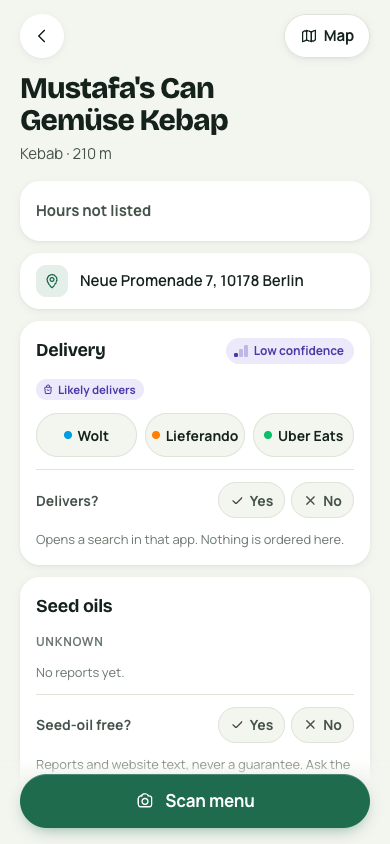 Map
Mustafa's Can
Gemüse Kebap
Kebab · 210 m
Hours not listed
Neue Promenade 7, 10178 Berlin
Delivery
Low confidence
Likely delivers
Wolt
Lieferando
Uber Eats
Delivers?
Yes
No
Opens a search in that app. Nothing is ordered here.
Seed oils
UNKNOWN
No reports yet.
Seed-oil free?
Yes
No
Reports and website text, never a guarantee. Ask the
Scan menu